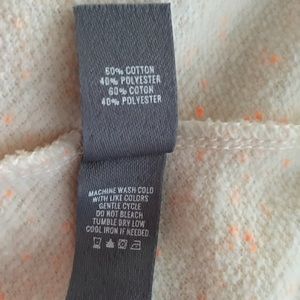 60% COTTON
40% POLYESTER
60% COTON
40% POLYESTER
MACHINE WASH COLD
WITH LIKE COLORS
GENTLE CYCLE
DO NOT BLEACH
TUMBLE DRY LOW
COOL IRON IF NEEDED